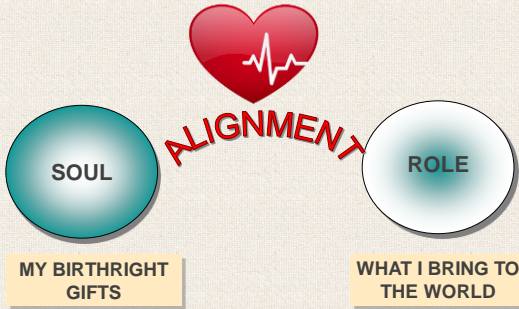 ALIGNMENT
SOUL
ROLE
MY BIRTHRIGHT
GIFTS
WHAT I BRING TO
THE WORLD